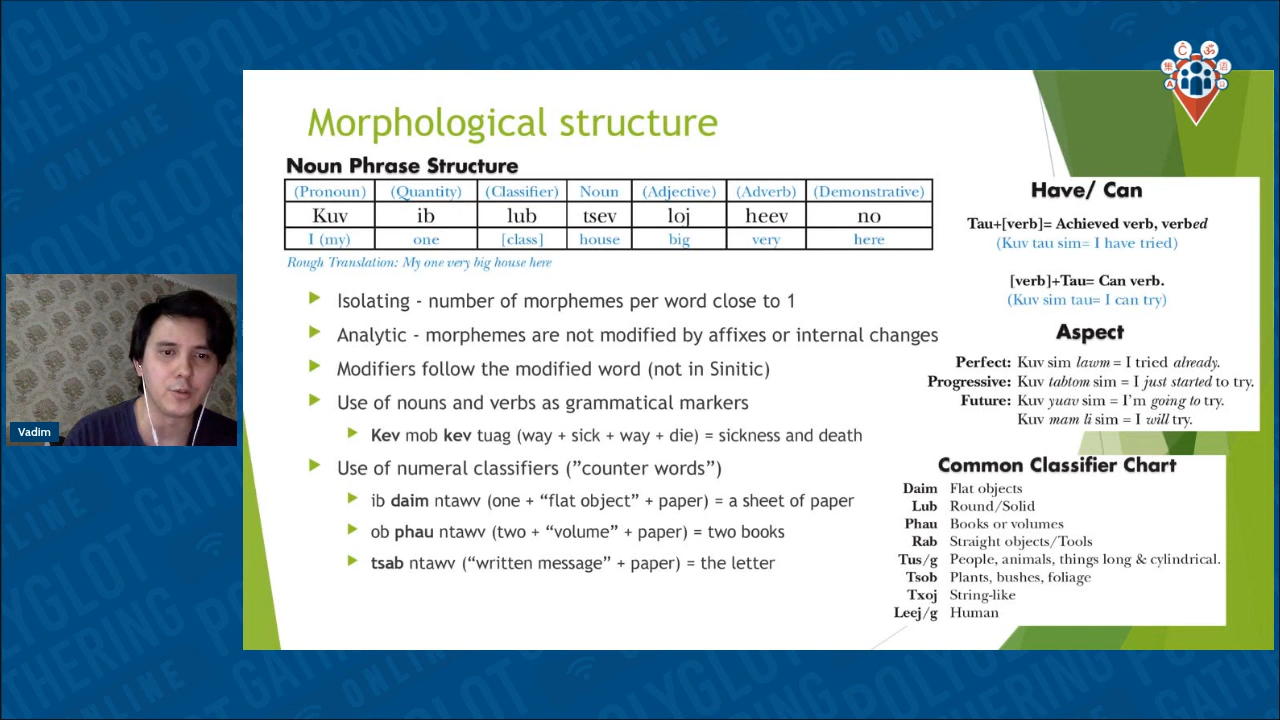 Morphological structure
Noun Phrase Structure
(Pronoun) (Quantity) (Classifier) Noun (Adjective) (Adverb) (Demonstrative)
Kuv ib lub tsev loj heev no
I (my) one [class] house big very here
Rough Translation: My one very big house here
Isolating - number of morphemes per word close to 1
Analytic - morphemes are not modified by affixes or internal changes
Modifiers follow the modified word (not in Sinitic)
Use of nouns and verbs as grammatical markers
Kev mob kev tuag (way + sick + way + die) = sickness and death
Use of numeral classifiers (”counter words”)
ib daim ntawv (one + “flat object” + paper) = a sheet of paper
ob phau ntawv (two + “volume” + paper) = two books
tsab ntawv (“written message” + paper) = the letter
Have/ Can
Tau+[verb]= Achieved verb, verbed
(Kuv tau sim= I have tried)
[verb]+Tau= Can verb.
(Kuv sim tau= I can try)
Aspect
Perfect: Kuv sim lawm = I tried already.
Progressive: Kuv tabtom sim = I just started to try.
Future: Kuv yuav sim = I’m going to try.
Kuv mam li sim = I will try.
Common Classifier Chart
Daim Flat objects
Lub Round/Solid
Phau Books or volumes
Rab Straight objects/Tools
Tus/g People, animals, things long & cylindrical.
Tsob Plants, bushes, foliage
Txoj String-like
Leej/g Human
Vadim
POLYGLOT GATHERING ONLINE